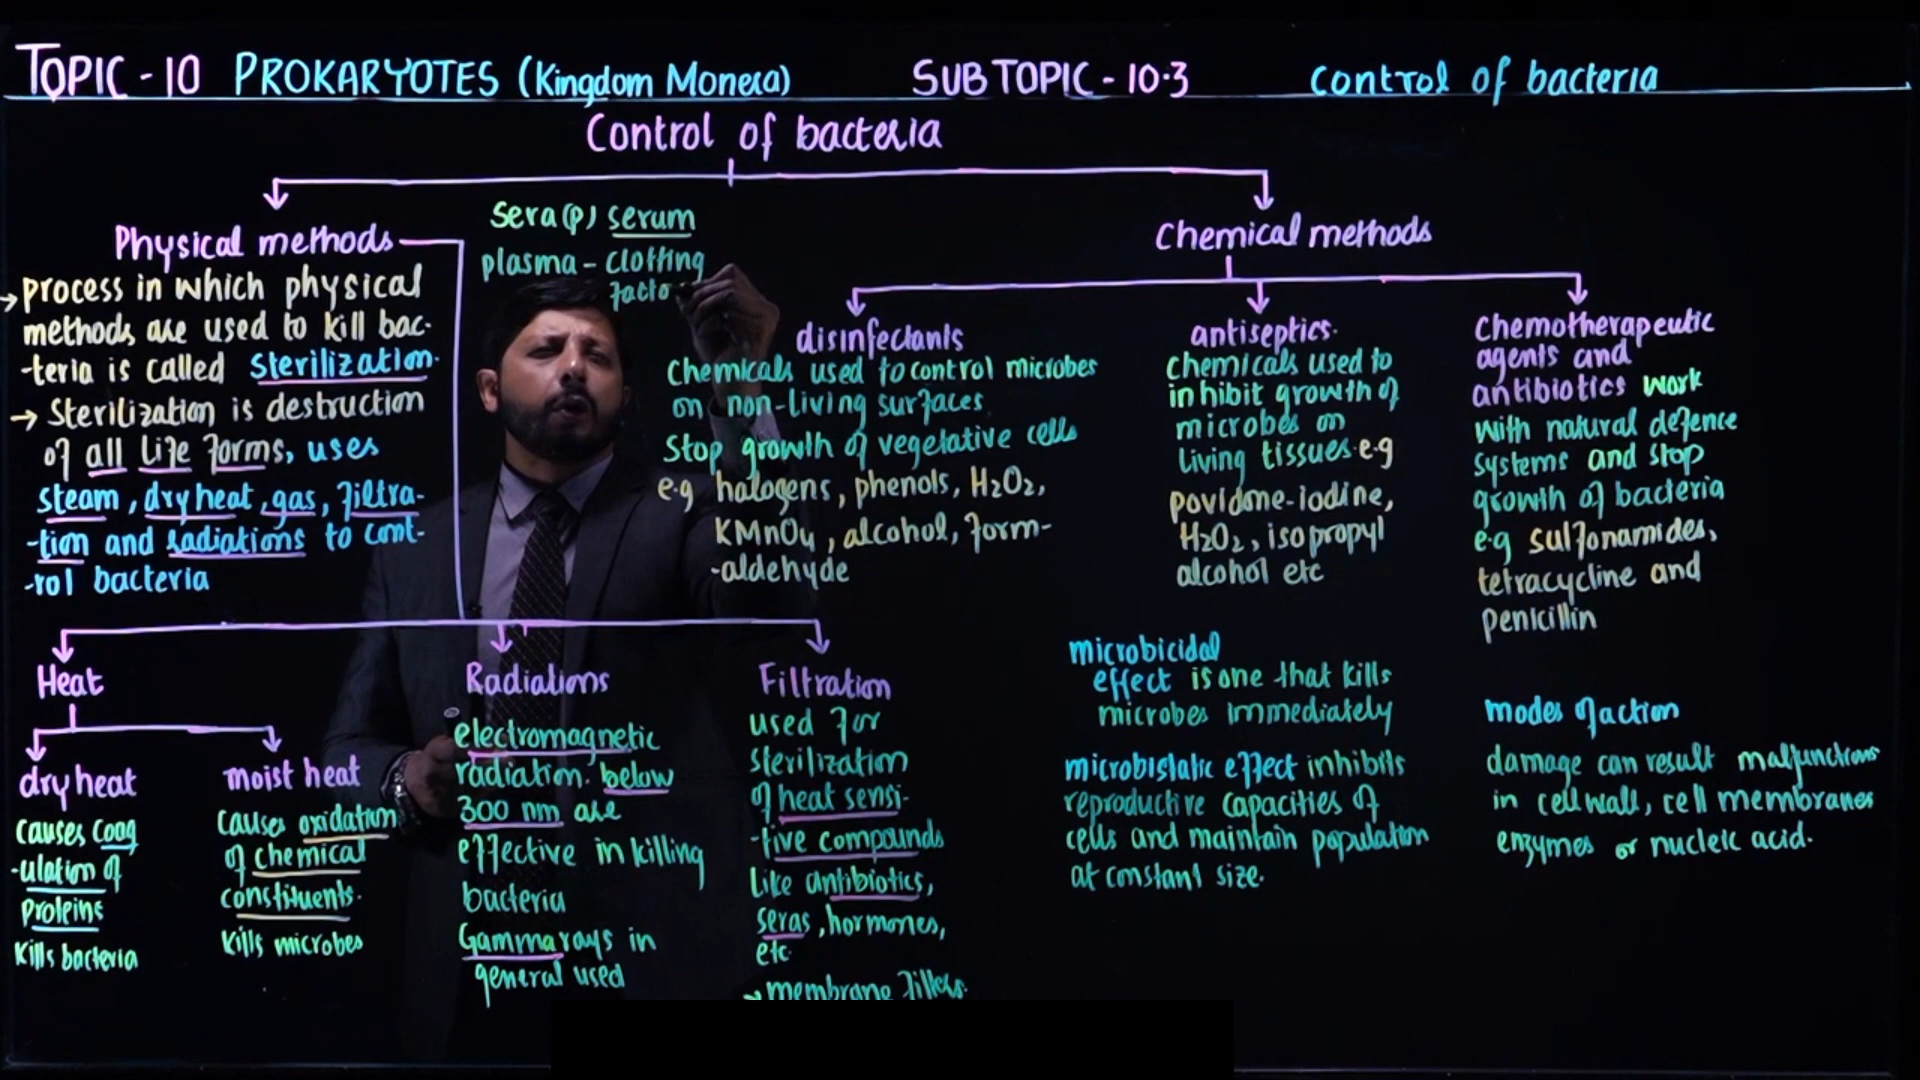 TOPIC - 10 PROKARYOTES (Kingdom Monera) SUBTOPIC - 10.3 Control of bacteria
Control of bacteria
Physical methods
→ process in which physical
methods are used to kill bac-
-teria is called sterilization.
→ Sterilization is destruction
of all life forms, uses
steam, dry heat, gas, filtra-
-tion and radiations to cont-
-rol bacteria
Sera(p) serum
plasma - clotting
facto
Heat
dry heat
causes coag
-ulation of
proteins
kills bacteria
moist heat
causes oxidation
of chemical
constituents.
kills microbes
Radiations
electromagnetic
radiation. below
300 nm are
effective in killing
bacteria
Gamma rays in
general used
Filtration
used for
sterilization
of heat sensi-
-tive compounds
like antibiotics,
seras, hormones,
etc
→ membrane filters.
Chemical methods
disinfectants
Chemicals used to control microbes
on non-living surfaces.
Stop growth of vegetative cells
e.g halogens, phenols, H₂O₂,
KMnO₄, alcohol, form-
-aldehyde
antiseptics.
Chemicals used to
inhibit growth of
microbes on
living tissues e.g
povidone-iodine,
H₂O₂, isopropyl
alcohol etc
Chemotherapeutic
agents and
antibiotics work
with natural defence
systems and stop
growth of bacteria
e.g sulfonamides,
tetracycline and
penicillin
microbicidal
effect is one that kills
microbes immediately
microbistatic effect inhibits
reproductive capacities of
cells and maintain population
at constant size.
modes of action
damage can result malfunctions
in cell wall, cell membranes
enzymes or nucleic acid.